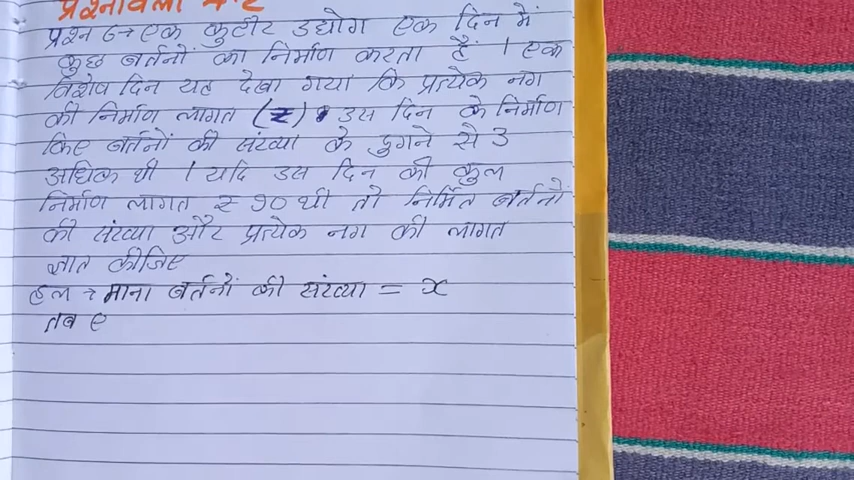 प्रश्नावली 4.2
प्रश्न 6→ एक कुटीर उद्योग एक दिन में
कुछ बर्तनों का निर्माण करता है । एक
विशेष दिन यह देखा गया कि प्रत्येक नग
की निर्माण लागत (₹) उस दिन के निर्माण
किए बर्तनों की संख्या के दुगने से 3
अधिक थी । यदि उस दिन की कुल
निर्माण लागत ₹ 90 थी तो निर्मित बर्तनों
की संख्या और प्रत्येक नग की लागत
ज्ञात कीजिए
हल → माना बर्तनों की संख्या = x
तब ए